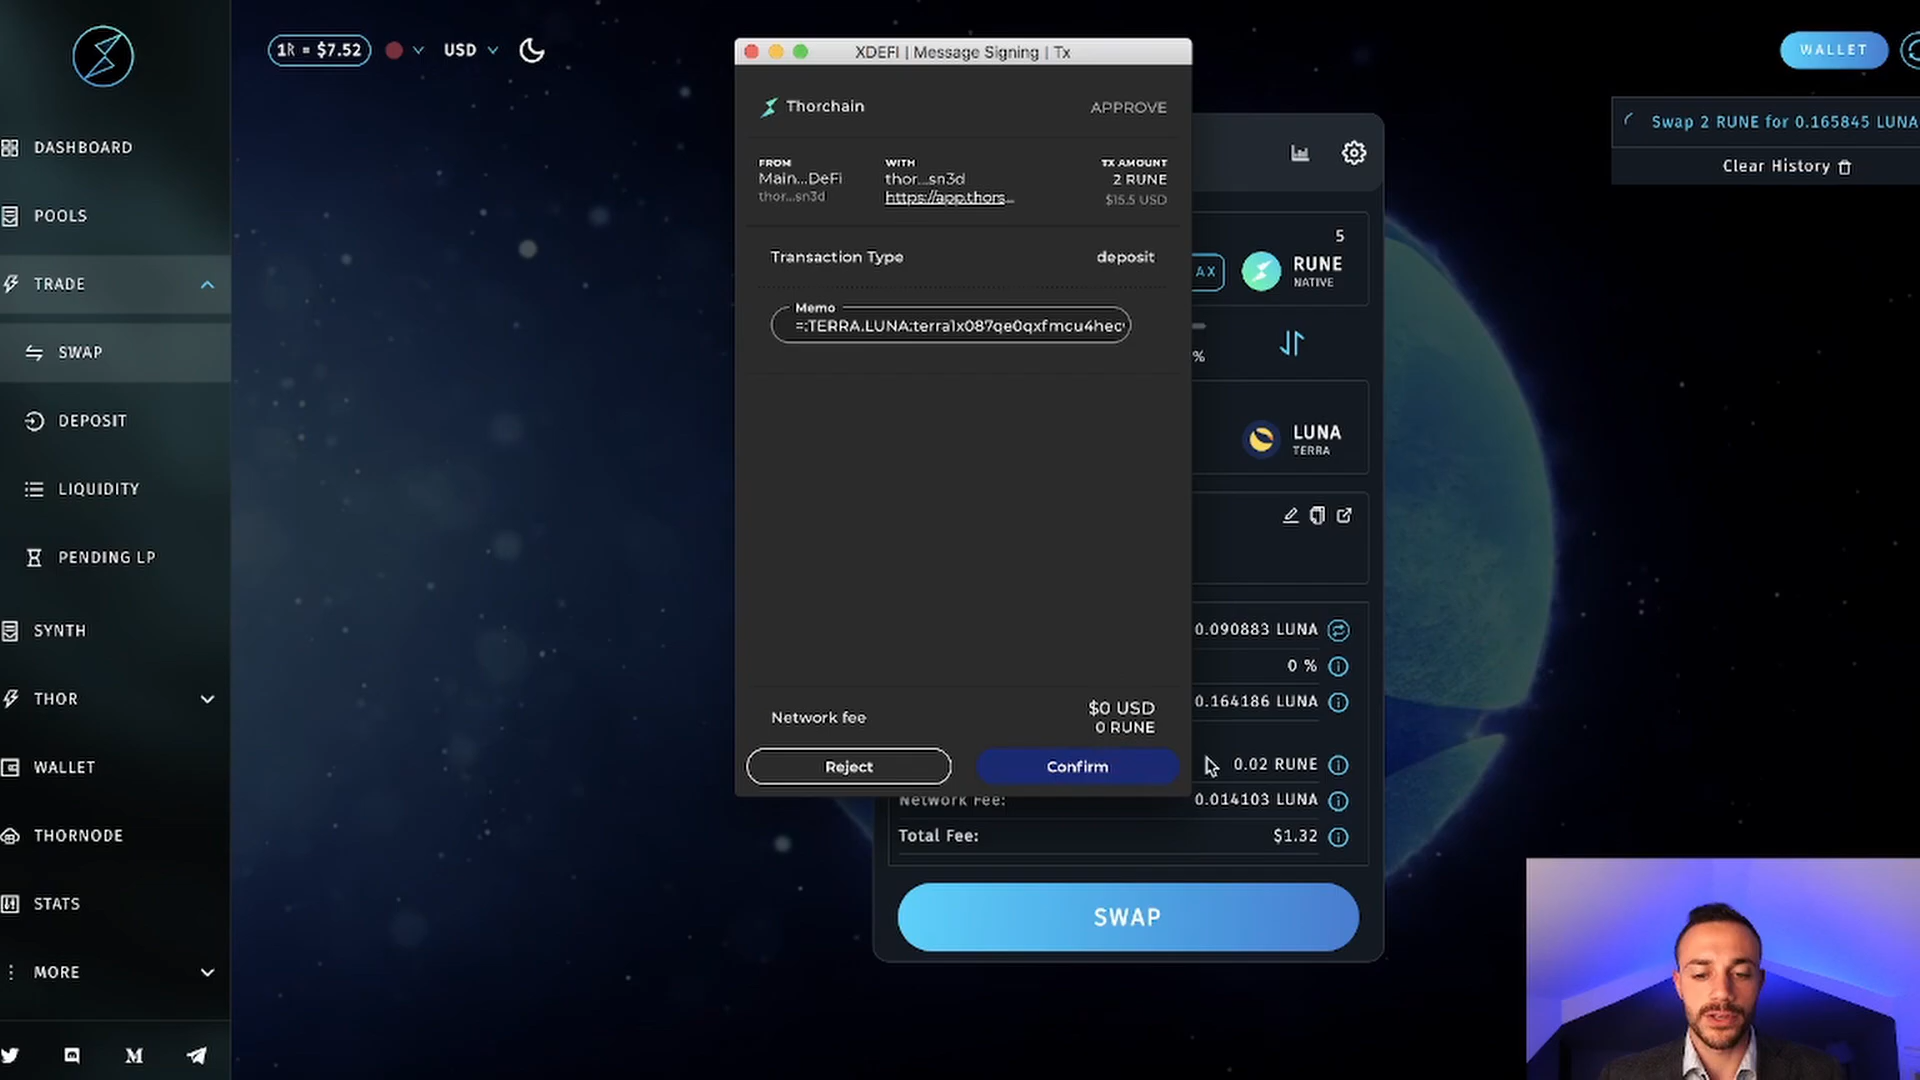 1R = $7.52
USD
WALLET
DASHBOARD
POOLS
TRADE
SWAP
DEPOSIT
LIQUIDITY
PENDING LP
SYNTH
THOR
WALLET
THORNODE
STATS
MORE
XDEFI | Message Signing | Tx
Thorchain
APPROVE
FROM
Main...DeFi
thor...sn3d
WITH
thor...sn3d
https://app.thors...
TX AMOUNT
2 RUNE
$15.5 USD
Transaction Type
deposit
Memo
=:TERRA.LUNA:terra1x087qe0qxfmcu4hec
Network fee
$0 USD
0 RUNE
Reject
Confirm
5
AX
RUNE
NATIVE
%
LUNA
TERRA
0.090883 LUNA
0 %
0.164186 LUNA
0.02 RUNE
Network Fee:
0.014103 LUNA
Total Fee:
$1.32
SWAP
Swap 2 RUNE for 0.165845 LUNA
Clear History